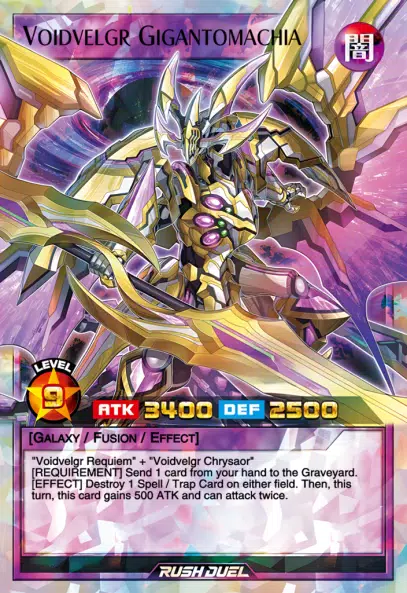 Voidvelgr Gigantomachia
闇
LEVEL
9
ATK 3400 DEF 2500
[Galaxy / Fusion / Effect]
"Voidvelgr Requiem" + "Voidvelgr Chrysaor"
[REQUIREMENT] Send 1 card from your hand to the Graveyard.
[EFFECT] Destroy 1 Spell / Trap Card on either field. Then, this
turn, this card gains 500 ATK and can attack twice.
RUSH DUEL